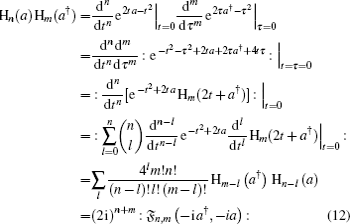 H_n(a)H_m(a^†) = d^n/dt^n e^{2ta−t^2}|_{t=0} d^m/dτ^m e^{2τa^†−τ^2}|_{τ=0}
= d^n d^m/dt^n dτ^m : e^{−t^2−τ^2+2ta+2τa^†+4tτ} : |_{t=τ=0}
= : d^n/dt^n [e^{−t^2+2ta} H_m(2t + a^†)] : |_{t=0}
= : ∑_{l=0}^{n} \binom{n}{l} d^{n−l}/dt^{n−l} e^{−t^2+2ta} d^l/dt^l H_m(2t + a^†)|_{t=0} :
= ∑_l 4^l m!n!/((n−l)!l!(m−l)!) H_{m−l}(a^†) H_{n−l}(a)
= (2i)^{n+m} : 𝔉_{n,m}(−ia^†, −ia) : (12)